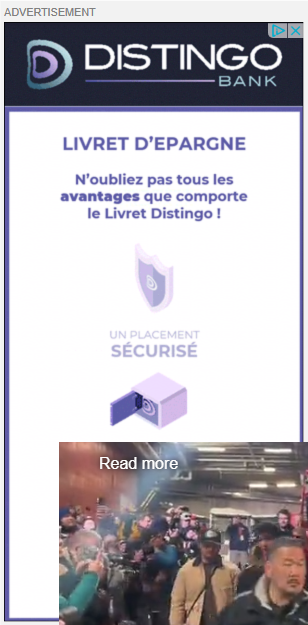 ADVERTISEMENT
DISTINGO
BANK
LIVRET D'EPARGNE
N'oubliez pas tous les
avantages que comporte
le Livret Distingo !
UN PLACEMENT
SÉCURISÉ
Read more